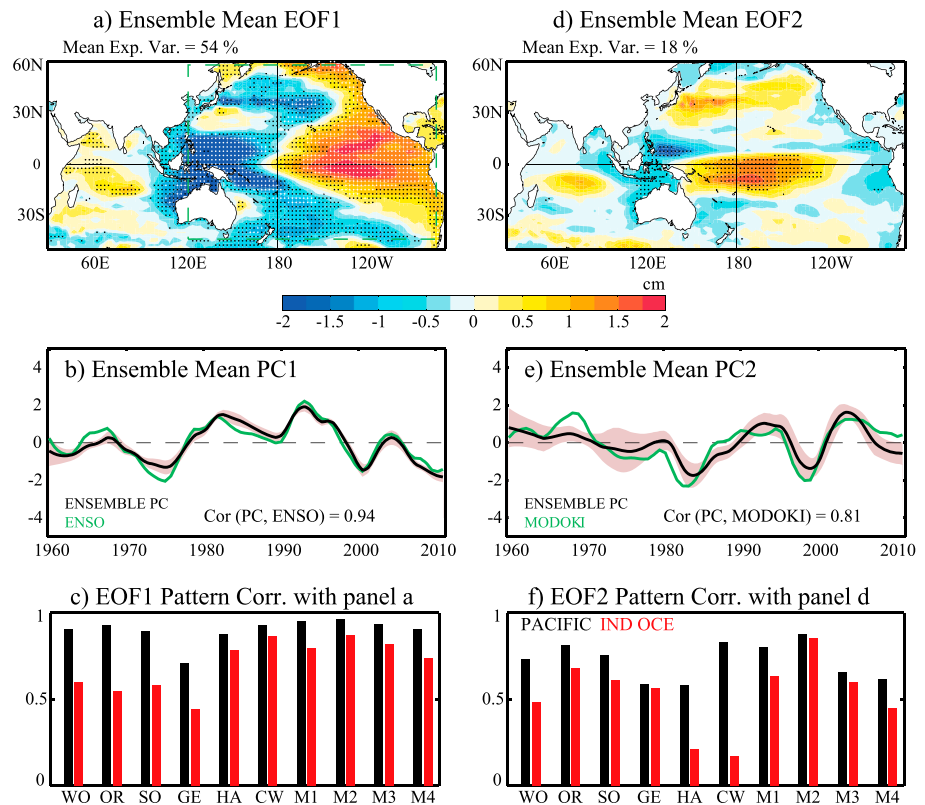 a) Ensemble Mean EOF1
Mean Exp. Var. = 54 %
60N
30N
0
30S
60E
120E
180
120W
d) Ensemble Mean EOF2
Mean Exp. Var. = 18 %
60N
30N
0
30S
60E
120E
180
120W
cm
-2 -1.5 -1 -0.5 0 0.5 1 1.5 2
b) Ensemble Mean PC1
4
2
0
-2
-4
ENSEMBLE PC
ENSO
Cor (PC, ENSO) = 0.94
1960 1970 1980 1990 2000 2010
e) Ensemble Mean PC2
4
2
0
-2
-4
ENSEMBLE PC
MODOKI
Cor (PC, MODOKI) = 0.81
1960 1970 1980 1990 2000 2010
c) EOF1 Pattern Corr. with panel a
1
0.5
0
WO OR SO GE HA CW M1 M2 M3 M4
f) EOF2 Pattern Corr. with panel d
PACIFIC IND OCE
1
0.5
0
WO OR SO GE HA CW M1 M2 M3 M4